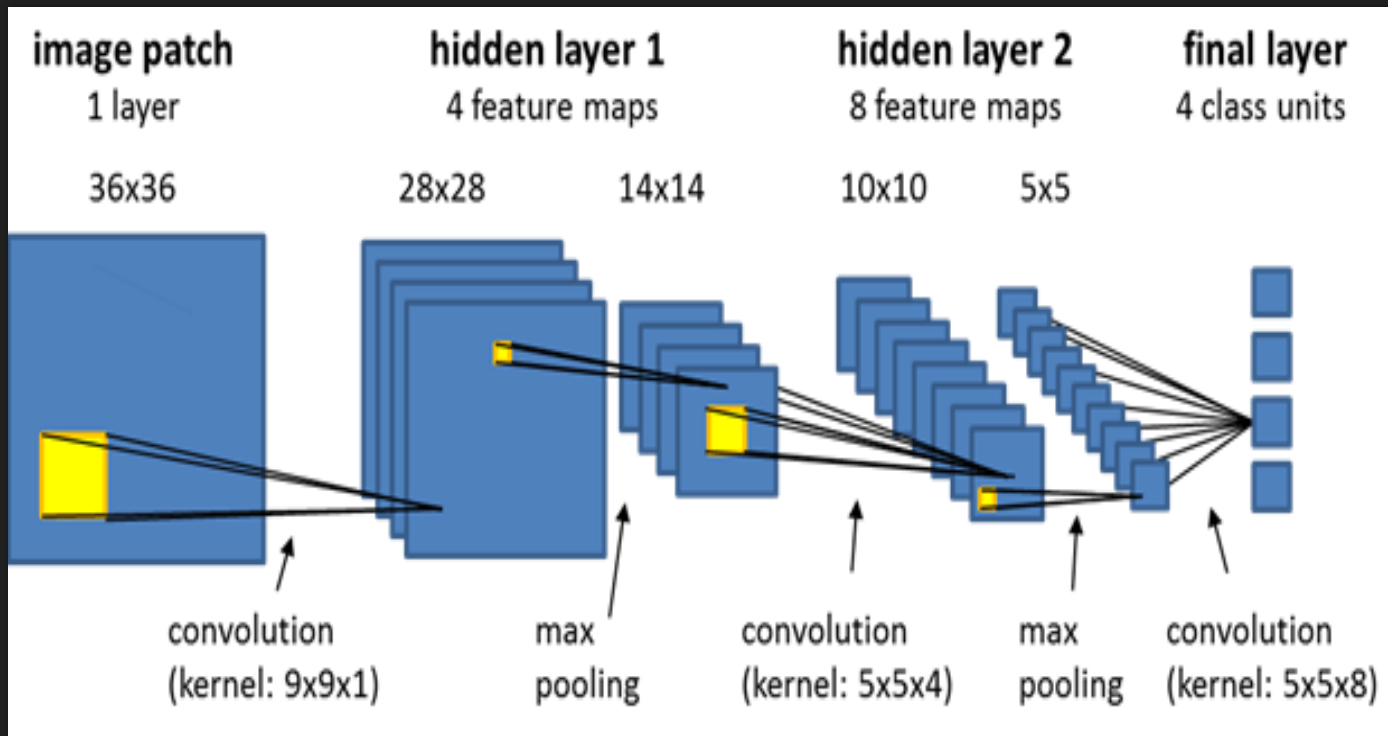 image patch
hidden layer 1
hidden layer 2
final layer
1 layer
4 feature maps
8 feature maps
4 class units
36x36
28x28
14x14
10x10
5x5
convolution
(kernel: 9x9x1)
max
pooling
convolution
(kernel: 5x5x4)
max
pooling
convolution
(kernel: 5x5x8)